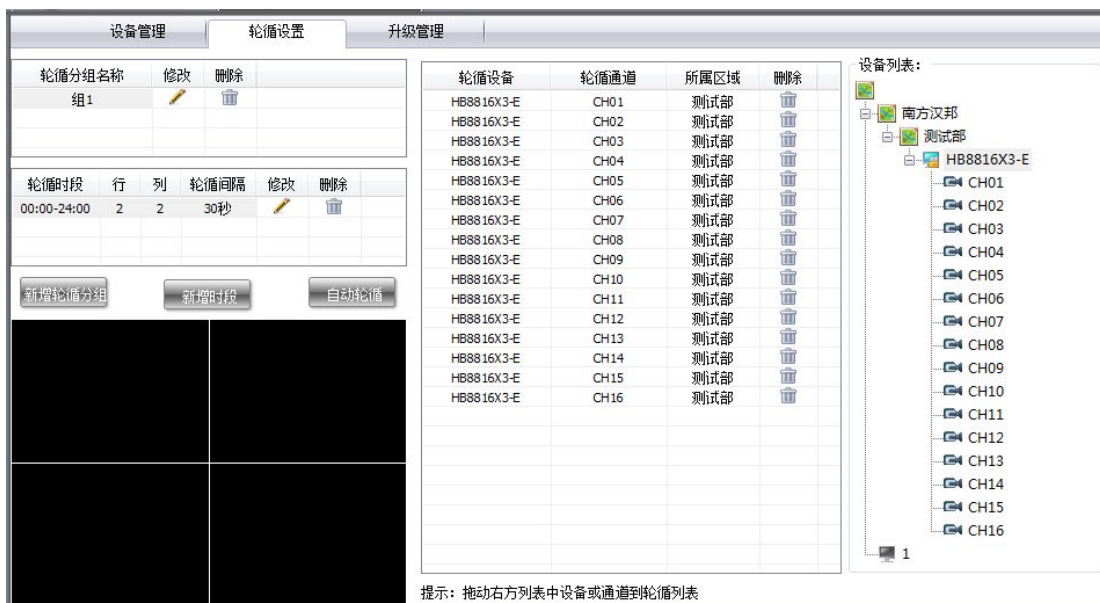 设备管理 轮循设置 升级管理
轮循分组名称 修改 删除
组1
轮循时段 行 列 轮循间隔 修改 删除
00:00-24:00 2 2 30秒
新增轮循分组 新增时段 自动轮循
轮循设备 轮循通道 所属区域 删除
HB8816X3-E CH01 测试部
HB8816X3-E CH02 测试部
HB8816X3-E CH03 测试部
HB8816X3-E CH04 测试部
HB8816X3-E CH05 测试部
HB8816X3-E CH06 测试部
HB8816X3-E CH07 测试部
HB8816X3-E CH08 测试部
HB8816X3-E CH09 测试部
HB8816X3-E CH10 测试部
HB8816X3-E CH11 测试部
HB8816X3-E CH12 测试部
HB8816X3-E CH13 测试部
HB8816X3-E CH14 测试部
HB8816X3-E CH15 测试部
HB8816X3-E CH16 测试部
提示：拖动右方列表中设备或通道到轮循列表
设备列表：
南方汉邦
测试部
HB8816X3-E
CH01
CH02
CH03
CH04
CH05
CH06
CH07
CH08
CH09
CH10
CH11
CH12
CH13
CH14
CH15
CH16
1